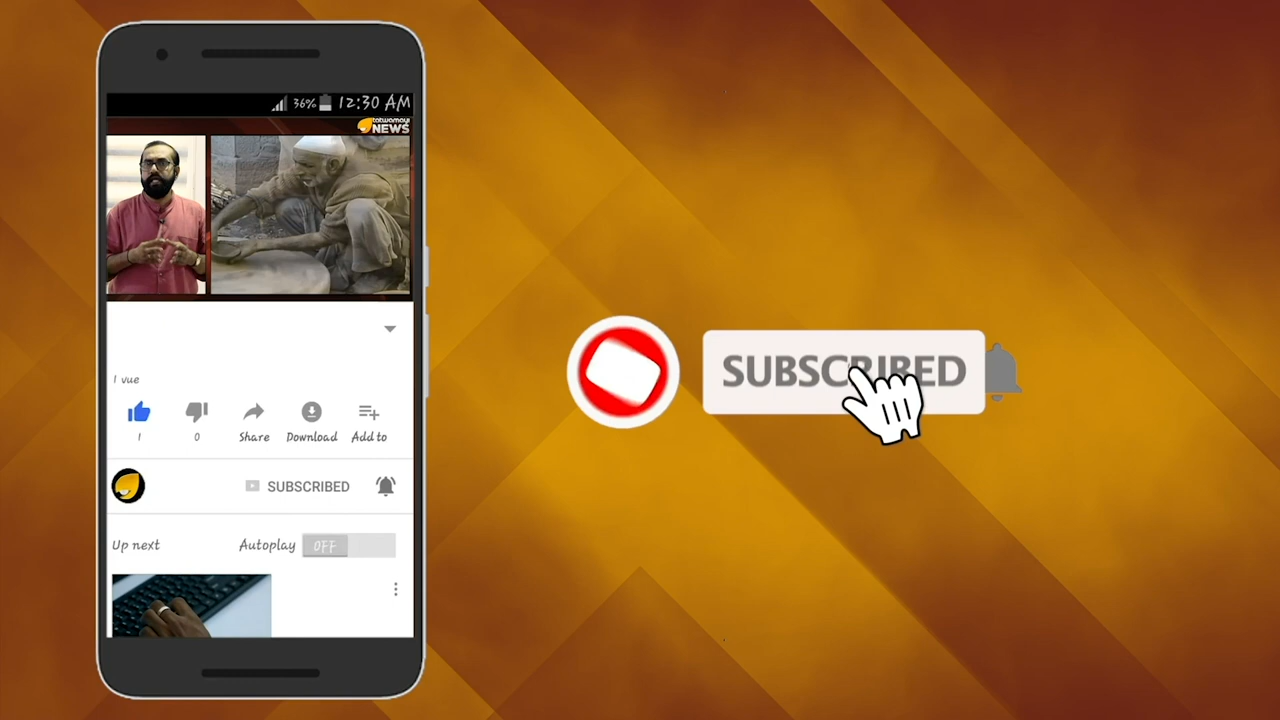 36% 12:30 AM
tatwamayi
NEWS
1 vue
1
0
Share
Download
Add to
SUBSCRIBED
Up next
Autoplay
OFF
SUBSCRIBED